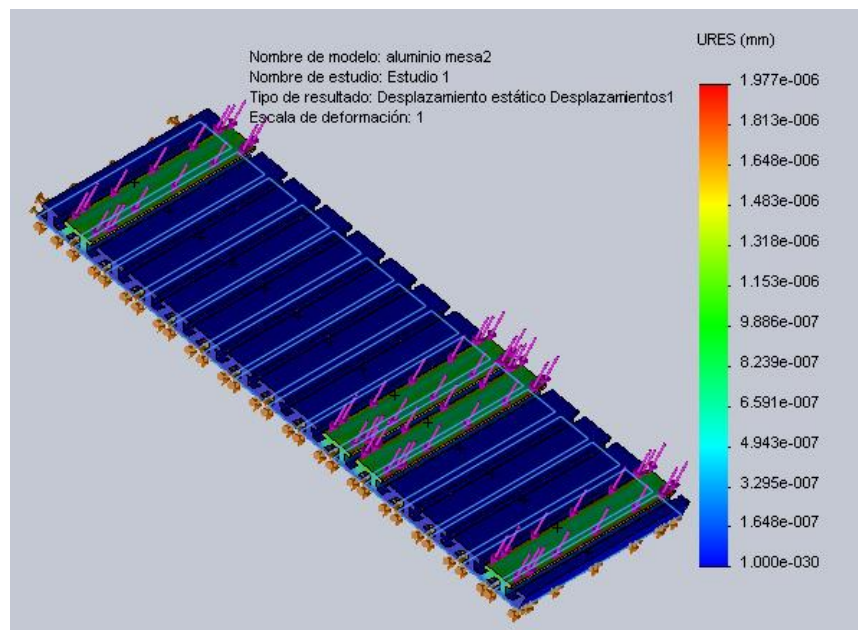 Nombre de modelo: aluminio mesa2
Nombre de estudio: Estudio 1
Tipo de resultado: Desplazamiento estático Desplazamientos1
Escala de deformación: 1
URES (mm)
1.977e-006
1.813e-006
1.648e-006
1.483e-006
1.318e-006
1.153e-006
9.886e-007
8.239e-007
6.591e-007
4.943e-007
3.295e-007
1.648e-007
1.000e-030